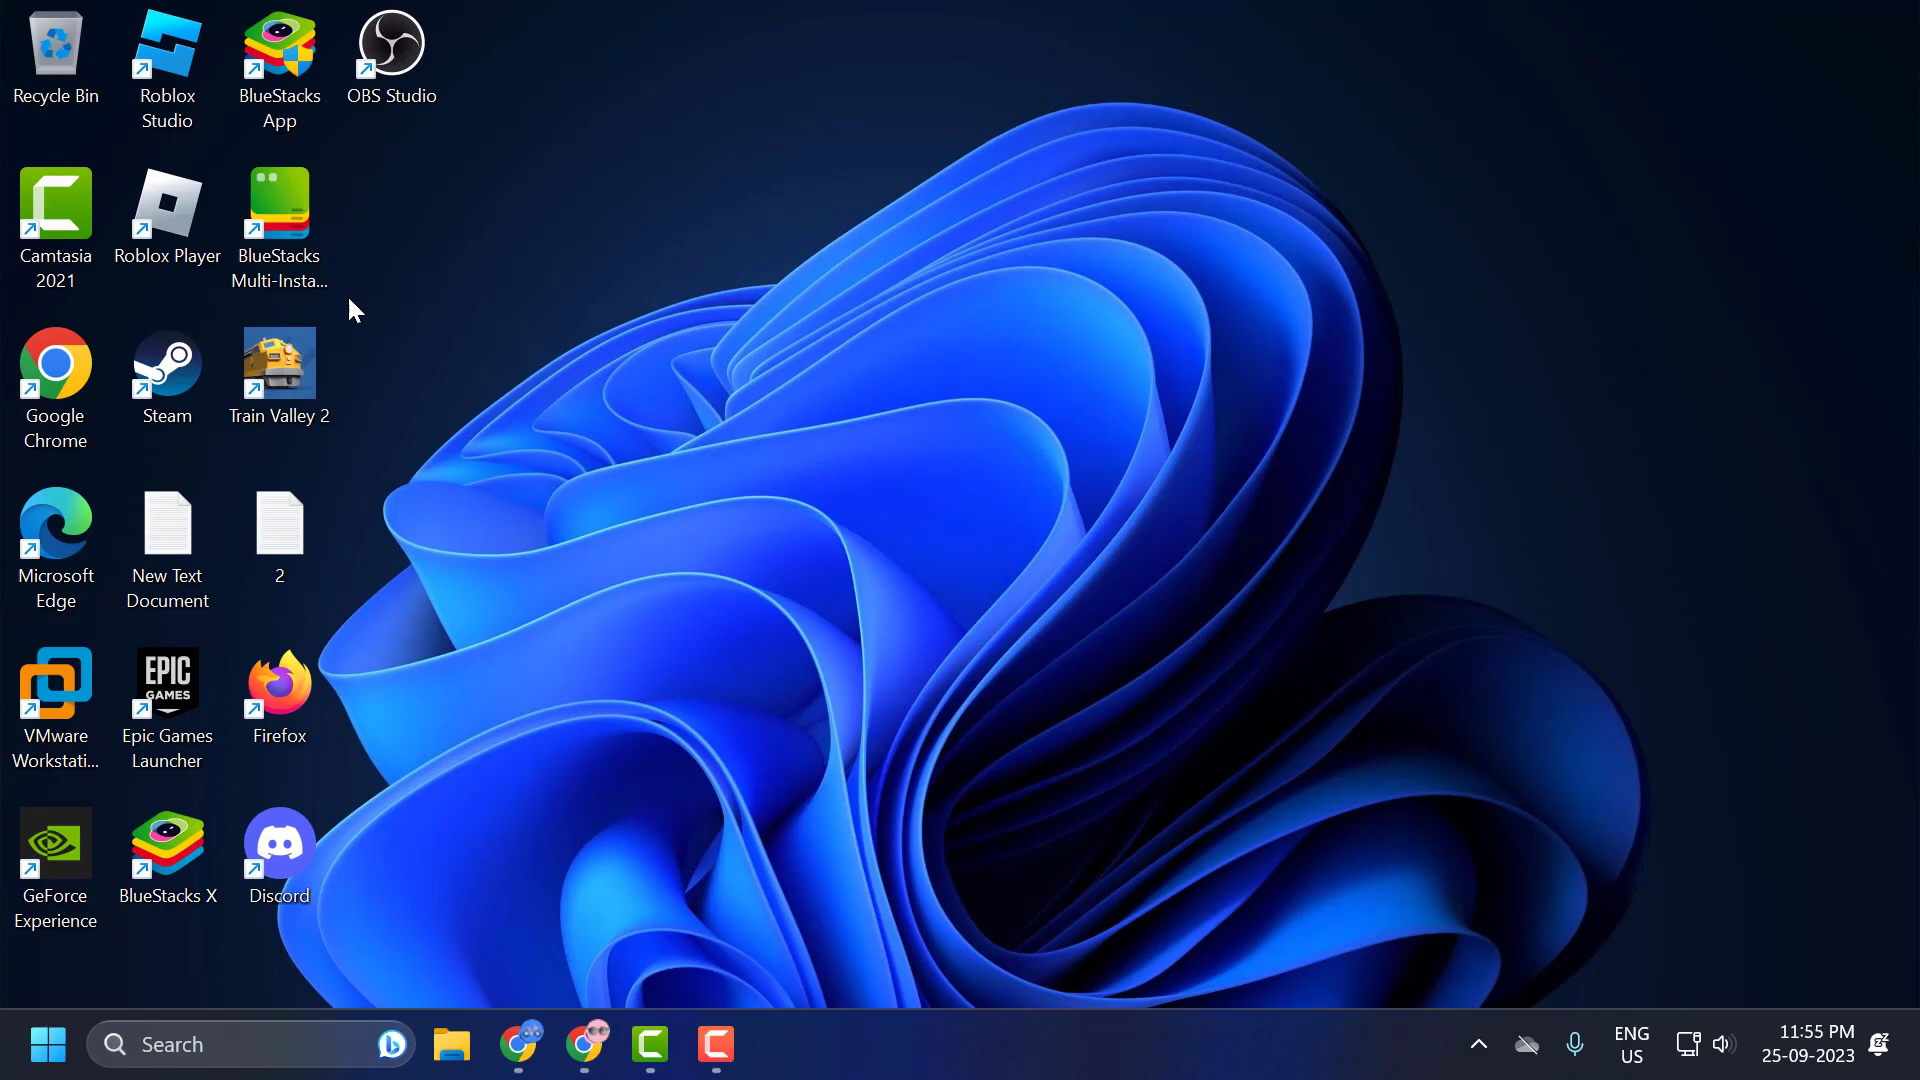 Recycle Bin
Roblox
Studio
BlueStacks
App
OBS Studio
Camtasia
2021
Roblox Player
BlueStacks
Multi-Insta...
Google
Chrome
Steam
Train Valley 2
Microsoft
Edge
New Text
Document
2
VMware
Workstati...
EPIC
GAMES
Epic Games
Launcher
Firefox
GeForce
Experience
BlueStacks X
Discord
Search
ENG
US
11:55 PM
25-09-2023